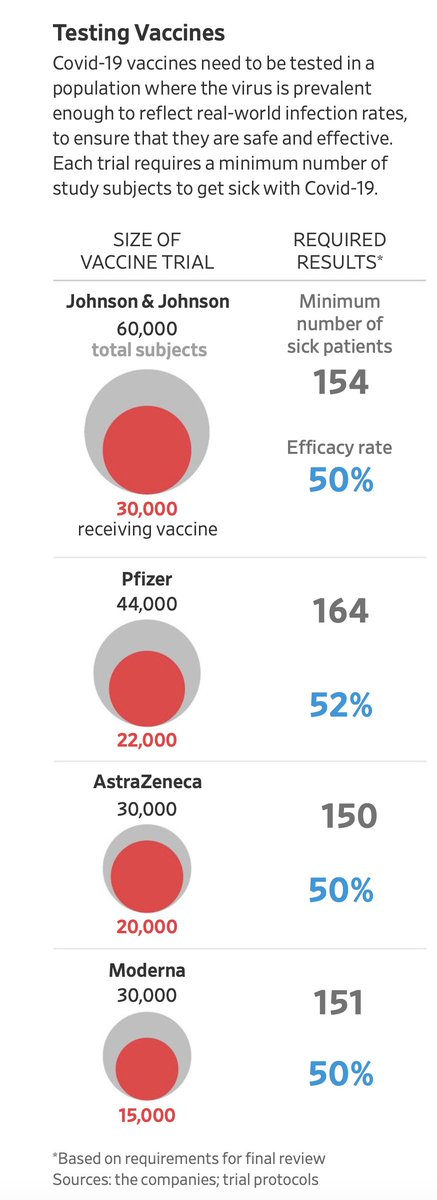 Testing Vaccines
Covid-19 vaccines need to be tested in a
population where the virus is prevalent
enough to reflect real-world infection rates,
to ensure that they are safe and effective.
Each trial requires a minimum number of
study subjects to get sick with Covid-19.
SIZE OF
VACCINE TRIAL
REQUIRED
RESULTS*
Johnson & Johnson
60,000
total subjects
30,000
receiving vaccine
Minimum
number of
sick patients
154
Efficacy rate
50%
Pfizer
44,000
22,000
164
52%
AstraZeneca
30,000
20,000
150
50%
Moderna
30,000
15,000
151
50%
*Based on requirements for final review
Sources: the companies; trial protocols